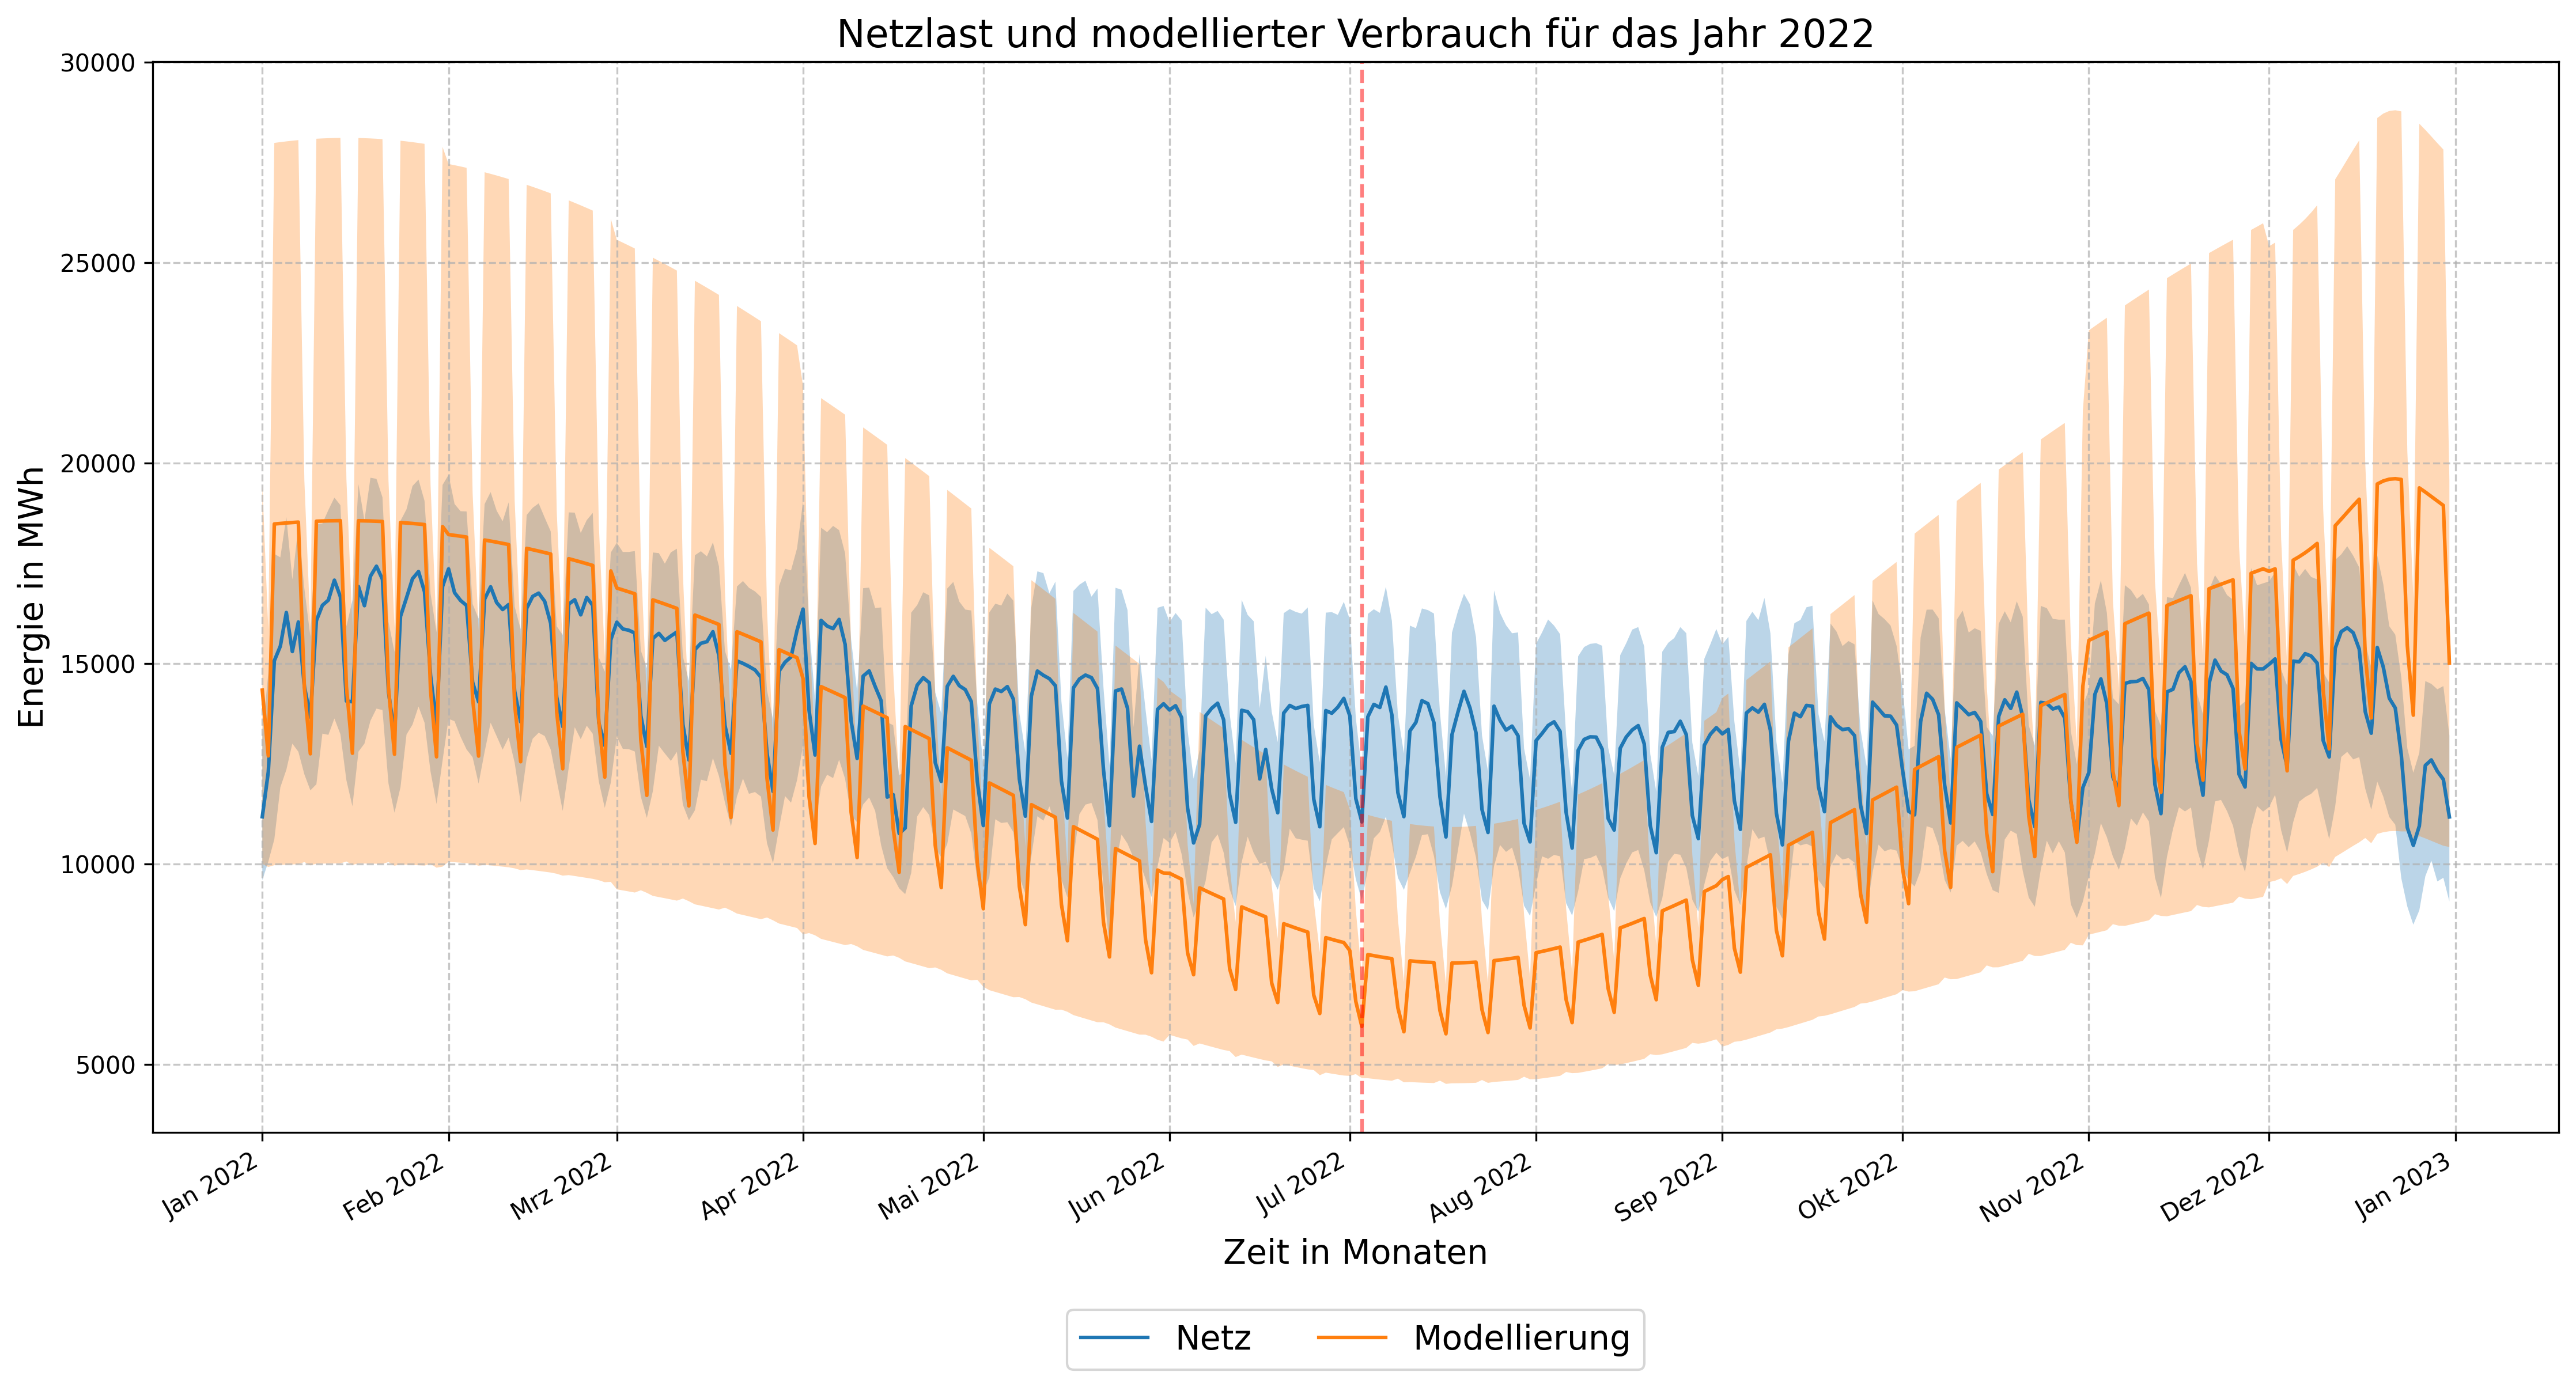 Netzlast und modellierter Verbrauch für das Jahr 2022
30000
25000
20000
15000
10000
5000
Energie in MWh
Jan 2022
Feb 2022
Mrz 2022
Apr 2022
Mai 2022
Jun 2022
Jul 2022
Aug 2022
Sep 2022
Okt 2022
Nov 2022
Dez 2022
Jan 2023
Zeit in Monaten
Netz
Modellierung